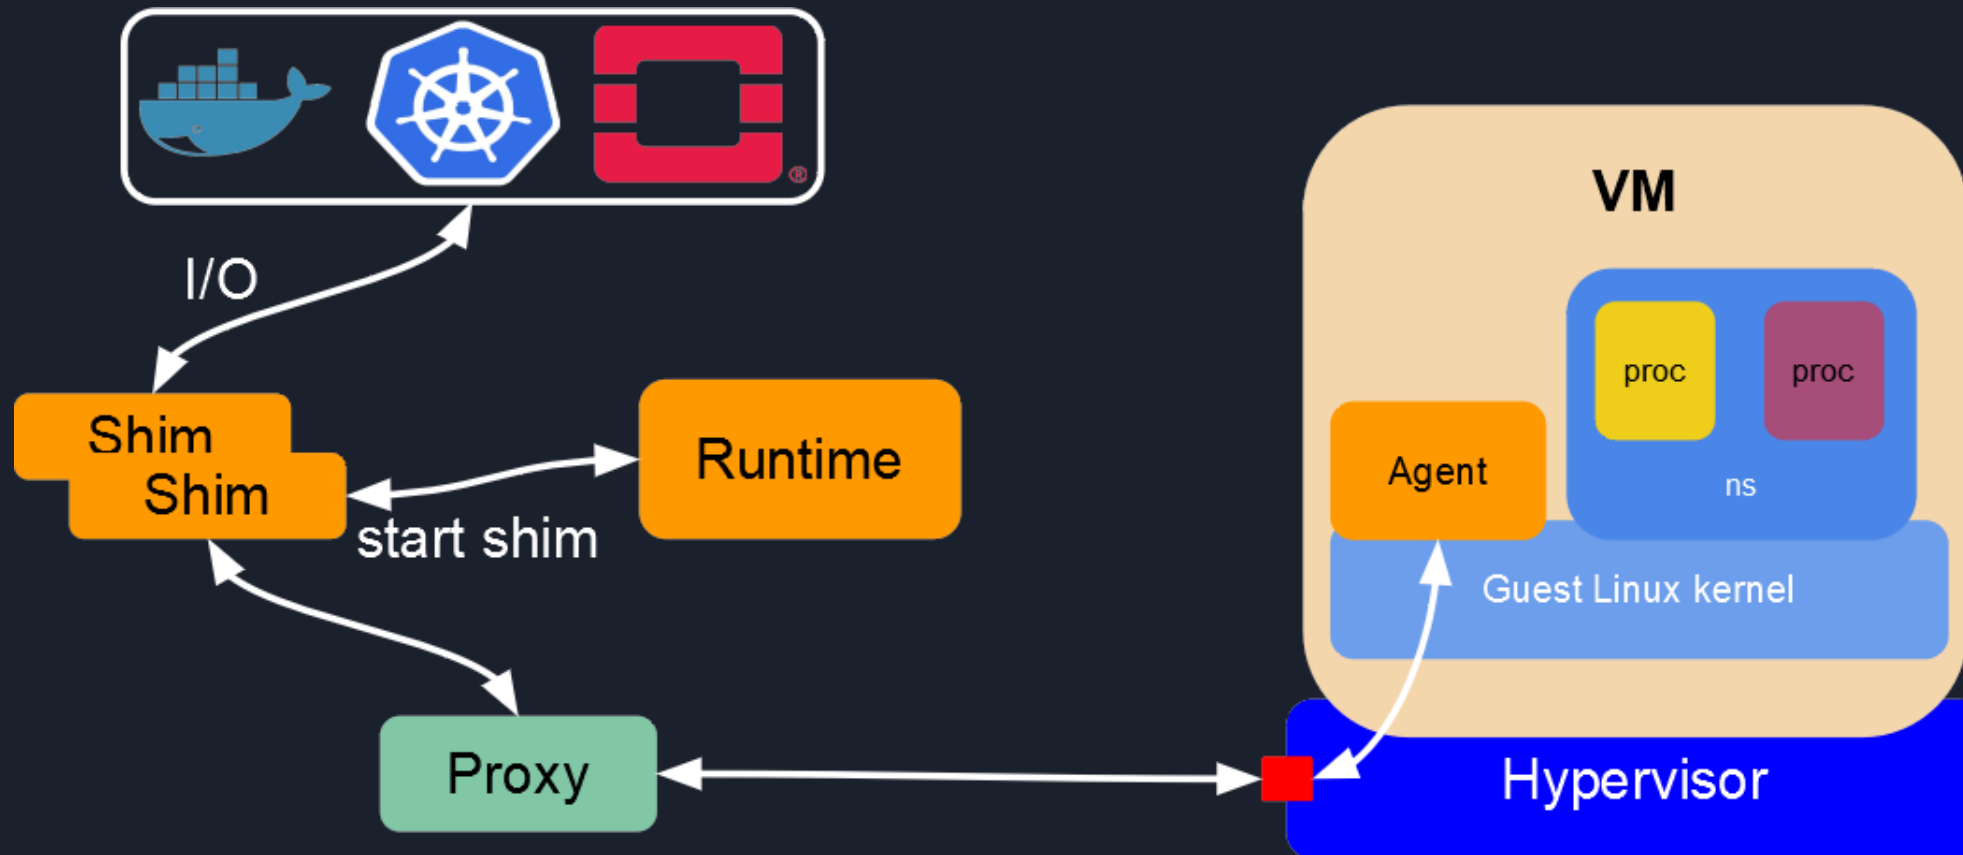 ®
I/O
VM
Shim
Shim
start shim
Runtime
proc
proc
Agent
ns
Guest Linux kernel
Proxy
Hypervisor